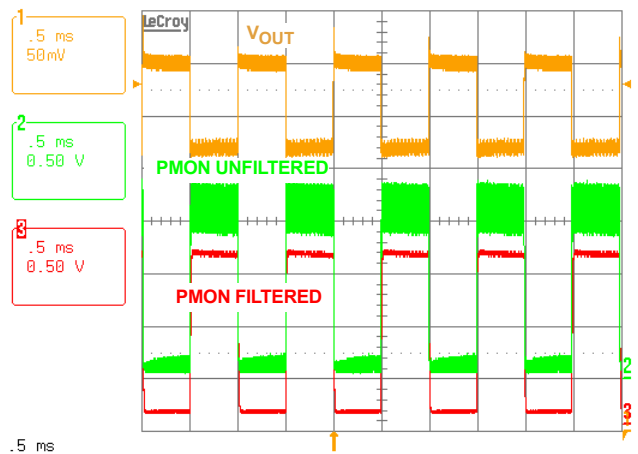 1
.5 ms
50mV
2
.5 ms
0.50 V
3
.5 ms
0.50 V
LeCroy
VOUT
PMON UNFILTERED
PMON FILTERED
2
3
.5 ms